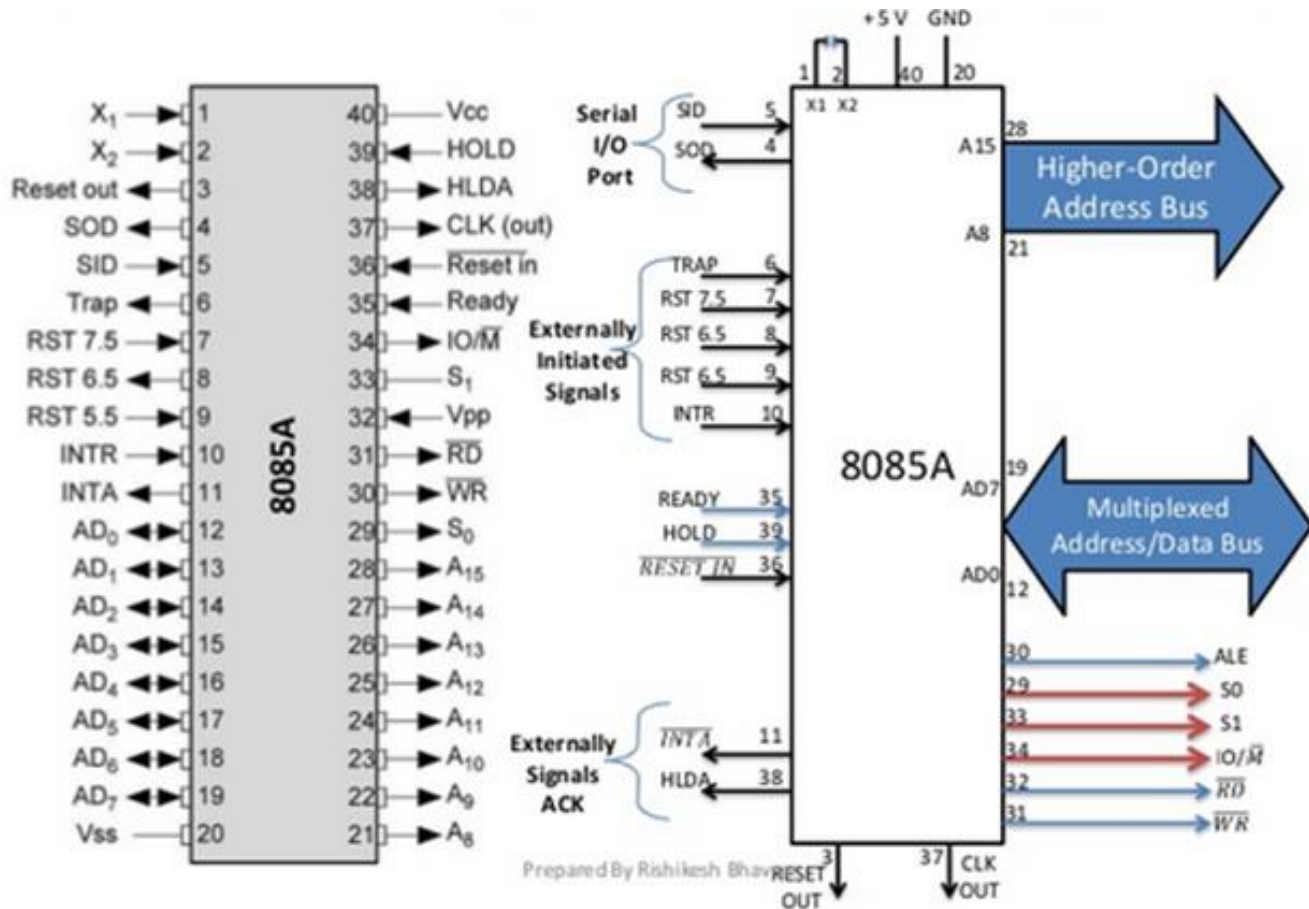 X₁ 1 40 Vcc
X₂ 2 39 HOLD
Reset out 3 38 HLDA
SOD 4 37 CLK (out)
SID 5 36 Reset in
Trap 6 35 Ready
RST 7.5 7 34 IO/M̅
RST 6.5 8 33 S₁
RST 5.5 9 32 Vpp
INTR 10 31 R̅D̅
INTA 11 30 W̅R̅
AD₀ 12 29 S₀
AD₁ 13 28 A₁₅
AD₂ 14 27 A₁₄
AD₃ 15 26 A₁₃
AD₄ 16 25 A₁₂
AD₅ 17 24 A₁₁
AD₆ 18 23 A₁₀
AD₇ 19 22 A₉
Vss 20 21 A₈
8085A
+5 V GND
1 2 40 20
X1 X2
Serial
I/O
Port
SID 5
SOD 4
Externally
Initiated
Signals
TRAP 6
RST 7.5 7
RST 6.5 8
RST 6.5 9
INTR 10
READY 35
HOLD 39
R̅E̅S̅E̅T̅ I̅N̅ 36
Externally
Signals
ACK
I̅N̅T̅A̅ 11
HLDA 38
8085A
A15 28
Higher-Order
Address Bus
A8 21
AD7 19
Multiplexed
Address/Data Bus
AD0 12
30 ALE
29 S0
33 S1
34 IO/M̅
32 R̅D̅
31 W̅R̅
3 RESET
OUT
37 CLK
OUT
Prepared By Rishikesh Bhav